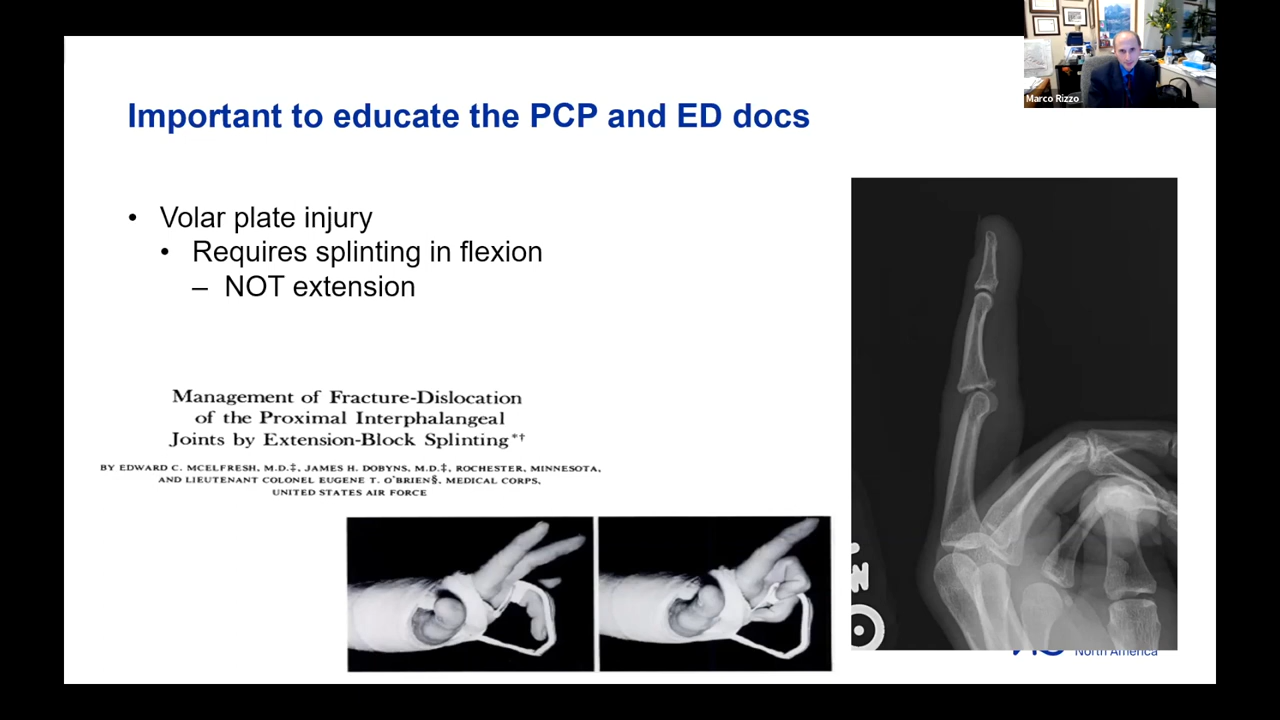 Marco Rizzo
Important to educate the PCP and ED docs
• Volar plate injury
• Requires splinting in flexion
– NOT extension
Management of Fracture-Dislocation
of the Proximal Interphalangeal
Joints by Extension-Block Splinting*†
BY EDWARD C. MCELFRESH, M.D.‡, JAMES H. DOBYNS, M.D.‡, ROCHESTER, MINNESOTA,
AND LIEUTENANT COLONEL EUGENE T. O'BRIEN§, MEDICAL CORPS,
UNITED STATES AIR FORCE
North America